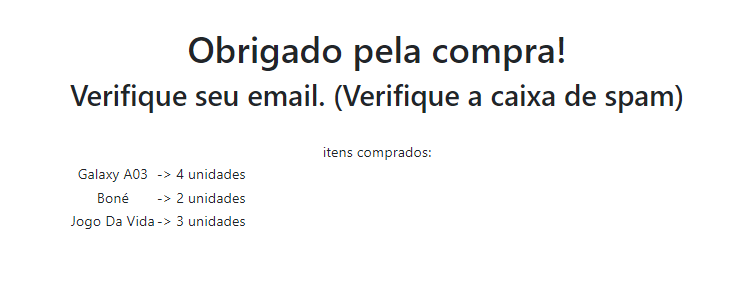 Obrigado pela compra!
Verifique seu email. (Verifique a caixa de spam)
itens comprados:
Galaxy A03 -> 4 unidades
Boné -> 2 unidades
Jogo Da Vida -> 3 unidades